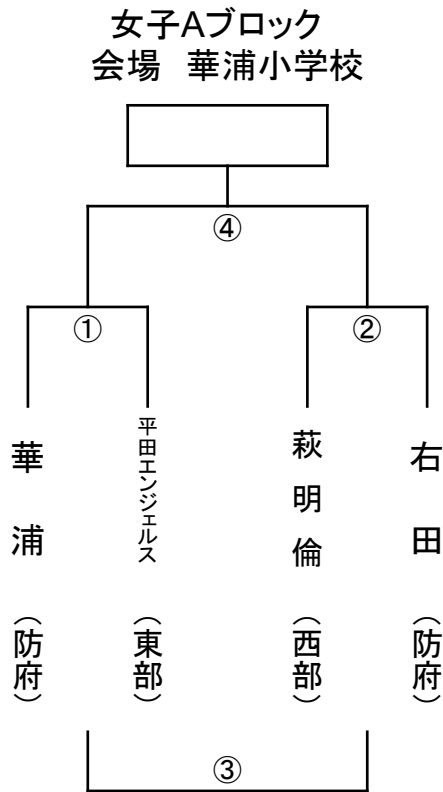 女子Aブロック
会場 華浦小学校
④
①
②
華浦
(防府)
平田エンジェルス
(東部)
萩明倫
(西部)
右田
(防府)
③